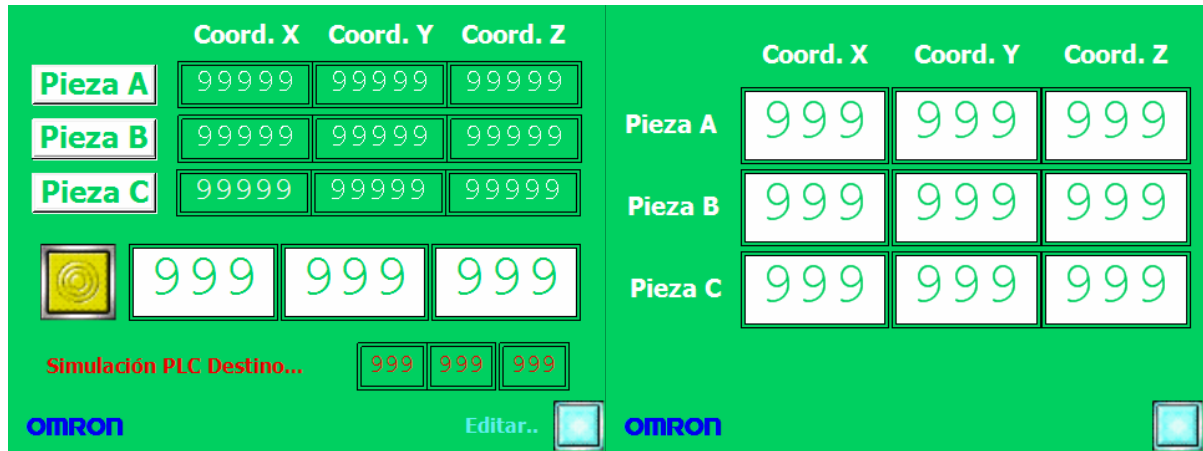 Coord. X Coord. Y Coord. Z
Pieza A 99999 99999 99999
Pieza B 99999 99999 99999
Pieza C 99999 99999 99999
999 999 999
Simulación PLC Destino... 999 999 999
OMRON Editar..
Coord. X Coord. Y Coord. Z
Pieza A 999 999 999
Pieza B 999 999 999
Pieza C 999 999 999
OMRON